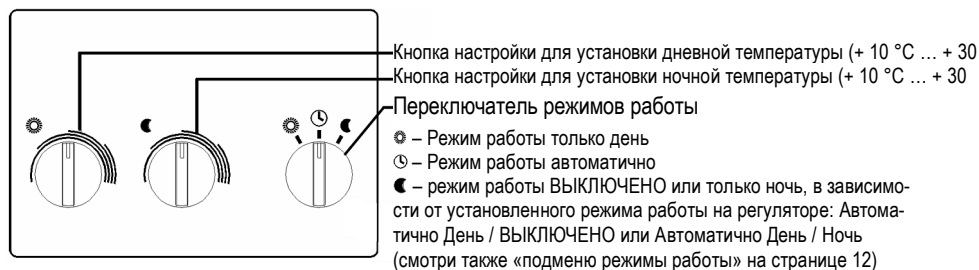 Кнопка настройки для установки дневной температуры (+ 10 °C … + 30
Кнопка настройки для установки ночной температуры (+ 10 °C … + 30
Переключатель режимов работы
– Режим работы только день
– Режим работы автоматично
– режим работы ВЫКЛЮЧЕНО или только ночь, в зависимо-
сти от установленного режима работы на регуляторе: Автома-
тично День / ВЫКЛЮЧЕНО или Автоматично День / Ночь
(смотри также «подменю режимы работы» на странице 12)